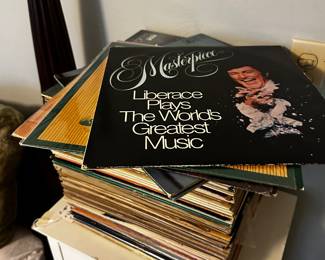 Masterpiece
Liberace
Plays
The World's
Greatest
Music